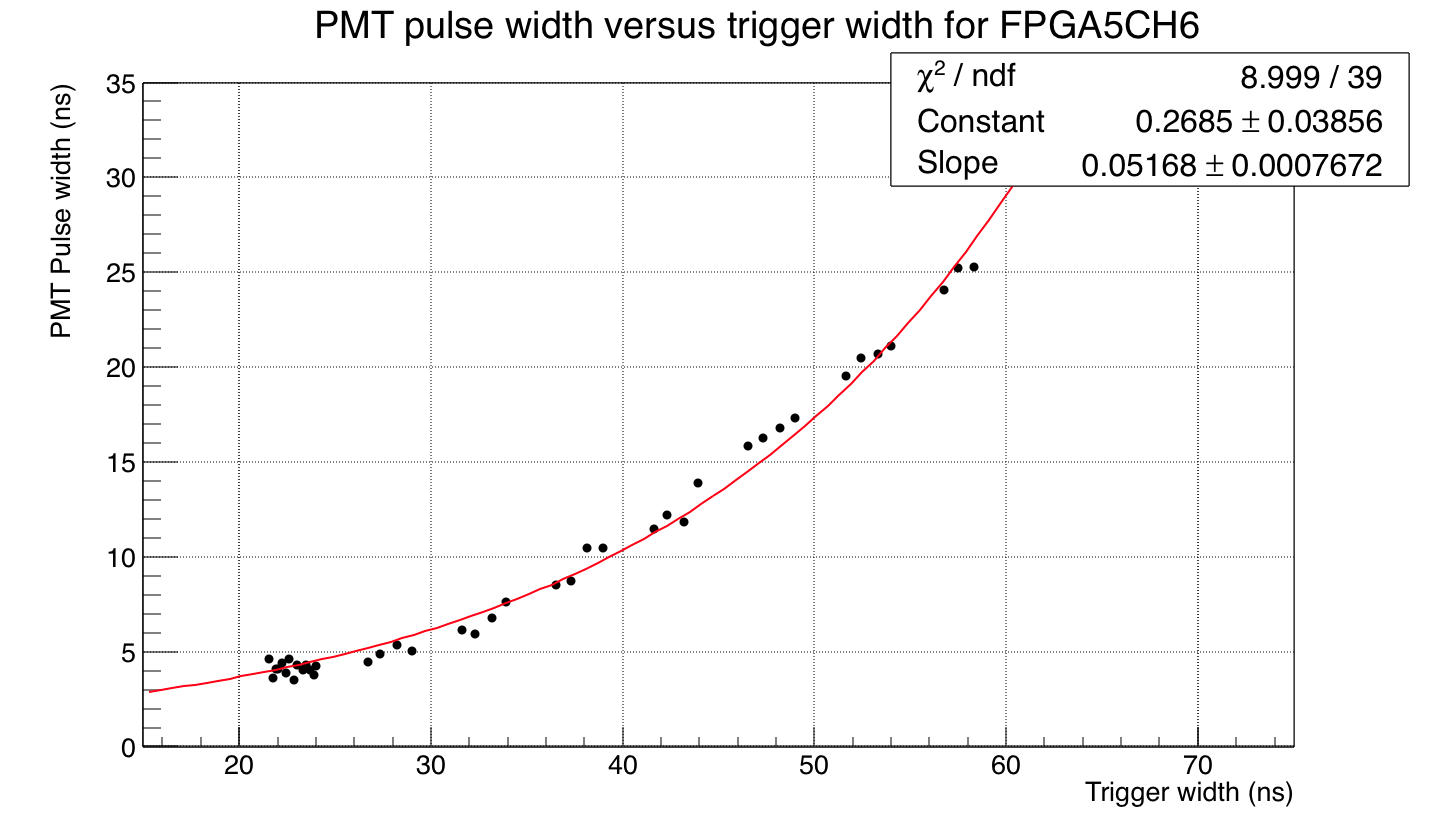 PMT pulse width versus trigger width for FPGA5CH6
χ² / ndf 8.999 / 39
Constant 0.2685 ± 0.03856
Slope 0.05168 ± 0.0007672
PMT Pulse width (ns)
35
30
25
20
15
10
5
0
20 30 40 50 60 70
Trigger width (ns)